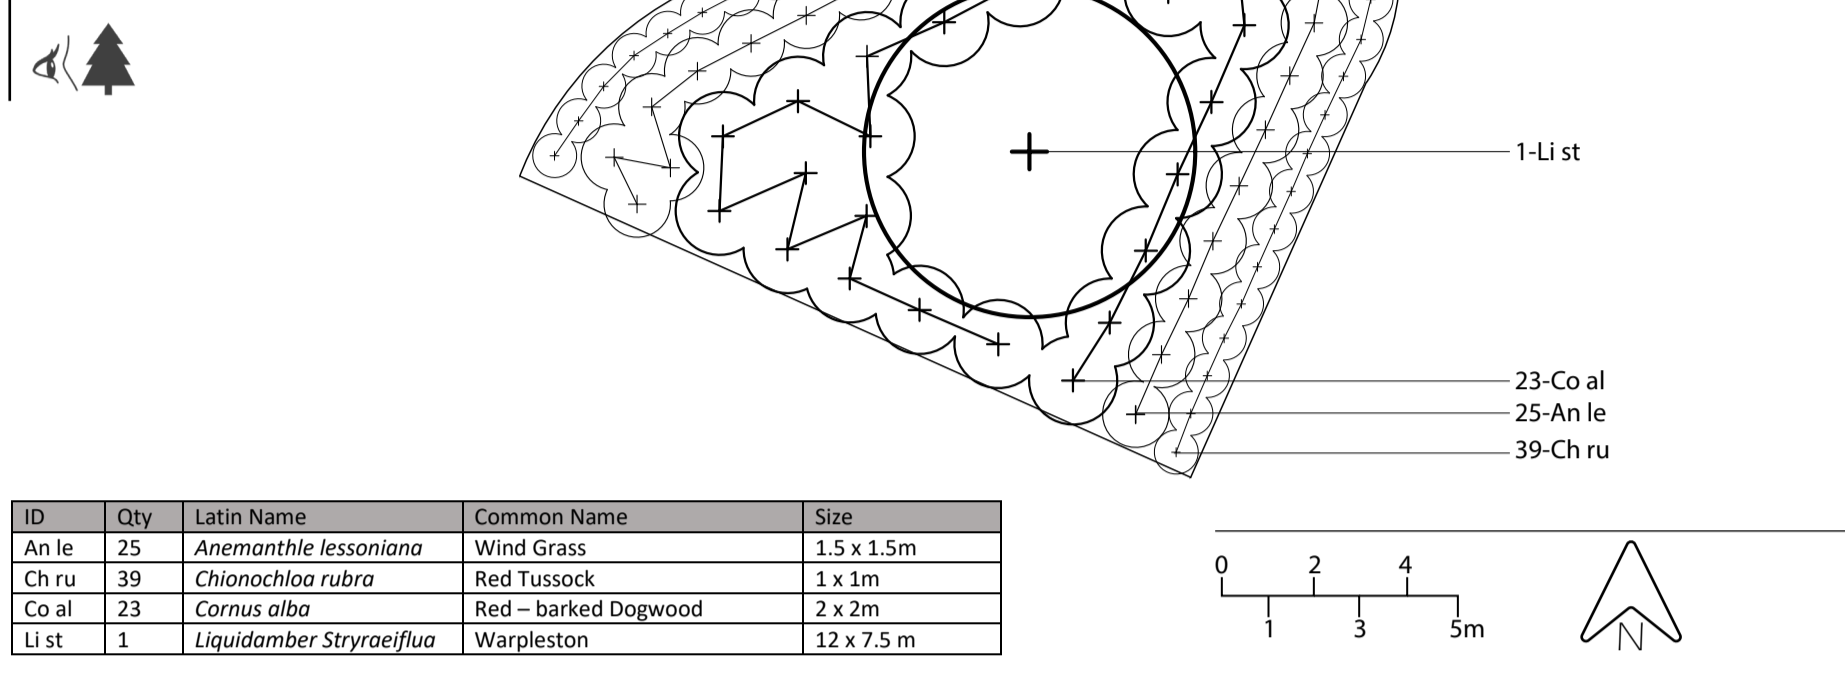 1-Li st
23-Co al
25-An le
39-Ch ru
ID Qty Latin Name Common Name Size
An le 25 Anemanthle lessoniana Wind Grass 1.5 x 1.5m
Ch ru 39 Chionochloa rubra Red Tussock 1 x 1m
Co al 23 Cornus alba Red – barked Dogwood 2 x 2m
Li st 1 Liquidamber Stryraeiflua Warpleston 12 x 7.5 m
0 2 4
1 3 5m
N